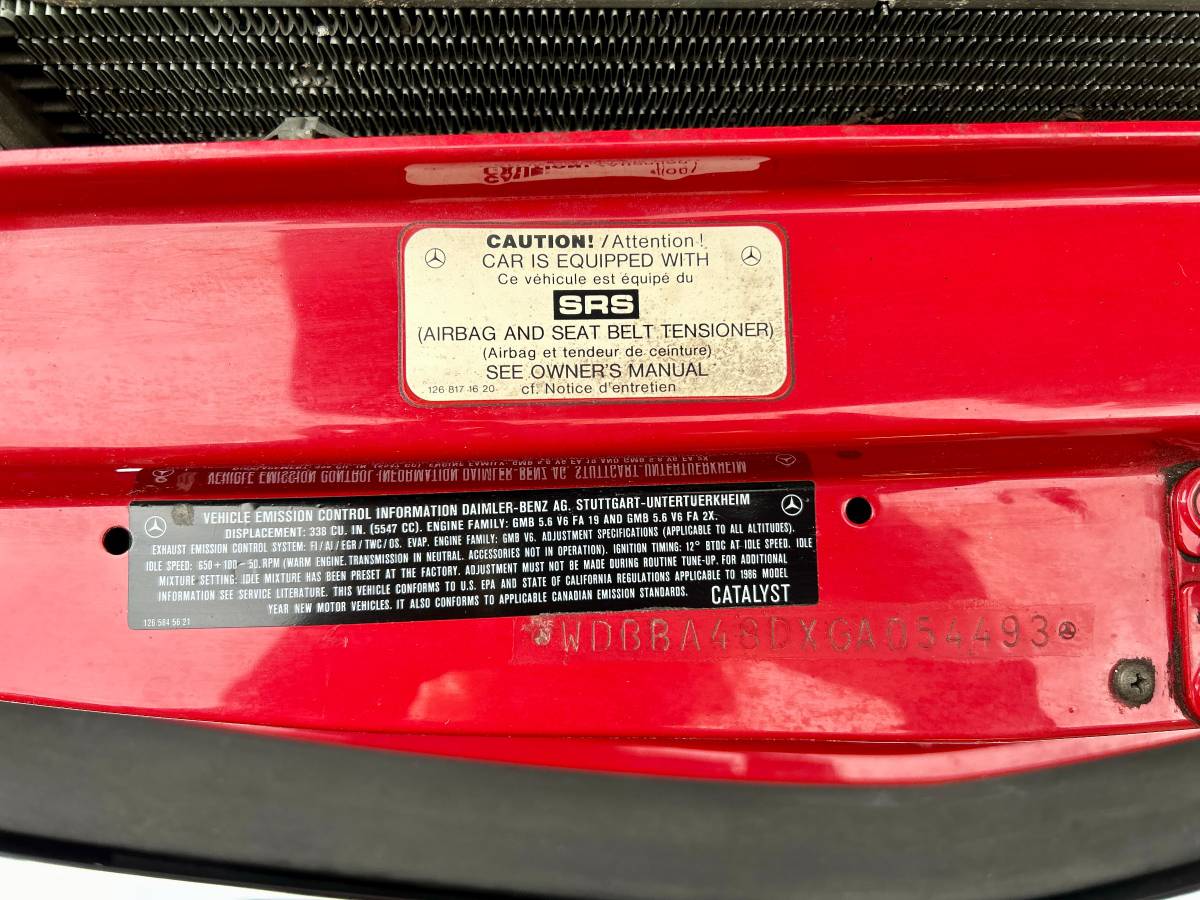 CAUTION! / Attention!
CAR IS EQUIPPED WITH
Ce véhicule est équipé du
SRS
(AIRBAG AND SEAT BELT TENSIONER)
(Airbag et tendeur de ceinture)
SEE OWNER'S MANUAL
126 817 16 20 cf. Notice d'entretien
VEHICLE EMISSION CONTROL INFORMATION DAIMLER-BENZ AG. STUTTGART-UNTERTUERKHEIM
DISPLACEMENT: 338 CU. IN. (5547 CC). ENGINE FAMILY: GMB 5.6 V6 FA 19 AND GMB 5.6 V6 FA 2X.
EXHAUST EMISSION CONTROL SYSTEM: FI/AI/EGR/TWC/OS. EVAP. ENGINE FAMILY: GMB V6. ADJUSTMENT SPECIFICATIONS (APPLICABLE TO ALL ALTITUDES).
IDLE SPEED: 650 + 100 - 50. RPM (WARM ENGINE. TRANSMISSION IN NEUTRAL. ACCESSORIES NOT IN OPERATION). IGNITION TIMING: 12° BTDC AT IDLE SPEED. IDLE
MIXTURE SETTING: IDLE MIXTURE HAS BEEN PRESET AT THE FACTORY. ADJUSTMENT MUST NOT BE MADE DURING ROUTINE TUNE-UP. FOR ADDITIONAL
INFORMATION SEE SERVICE LITERATURE. THIS VEHICLE CONFORMS TO U.S. EPA AND STATE OF CALIFORNIA REGULATIONS APPLICABLE TO 1986 MODEL
YEAR NEW MOTOR VEHICLES. IT ALSO CONFORMS TO APPLICABLE CANADIAN EMISSION STANDARDS. CATALYST
126 584 56 21
WDBBA48DXGA054493